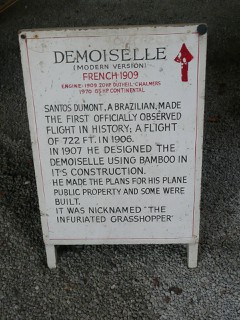 DEMOISELLE
(MODERN VERSION)
FRENCH 1909
ENGINE: 1909 20HP DUTHEIL-CHALMERS
1970 65HP CONTINENTAL
SANTOS DUMONT, A BRAZILIAN, MADE
THE FIRST OFFICIALLY OBSERVED
FLIGHT IN HISTORY; A FLIGHT
OF 722 FT. IN 1906.
IN 1907 HE DESIGNED THE
DEMOISELLE USING BAMBOO IN
IT'S CONSTRUCTION.
HE MADE THE PLANS FOR HIS PLANE
PUBLIC PROPERTY AND SOME WERE
BUILT.
IT WAS NICKNAMED "THE
INFURIATED GRASSHOPPER"